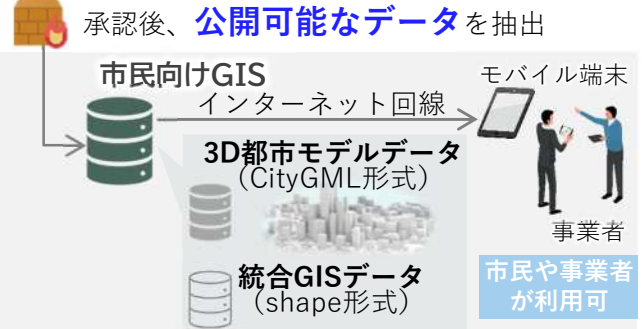 承認後、公開可能なデータを抽出
市民向けGIS
インターネット回線
モバイル端末
3D都市モデルデータ
（CityGML形式）
事業者
統合GISデータ
（shape形式）
市民や事業者
が利用可